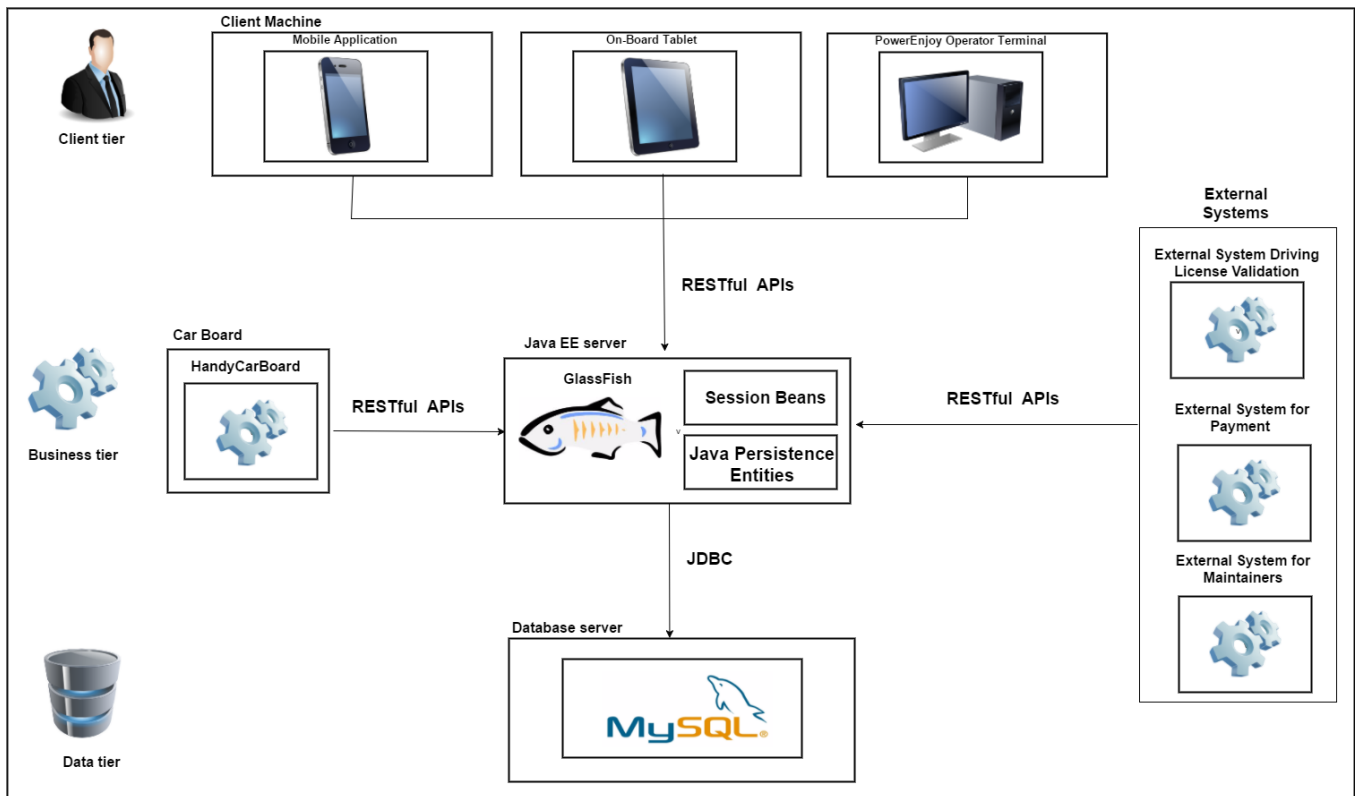 Client Machine
Mobile Application
On-Board Tablet
PowerEnjoy Operator Terminal
Client tier
External
Systems
External System Driving
License Validation
v
RESTful APIs
Car Board
HandyCarBoard
Java EE server
GlassFish
Session Beans
v
Java Persistence
Entities
RESTful APIs
RESTful APIs
Business tier
External System for
Payment
JDBC
External System for
Maintainers
Database server
MySQL®
Data tier